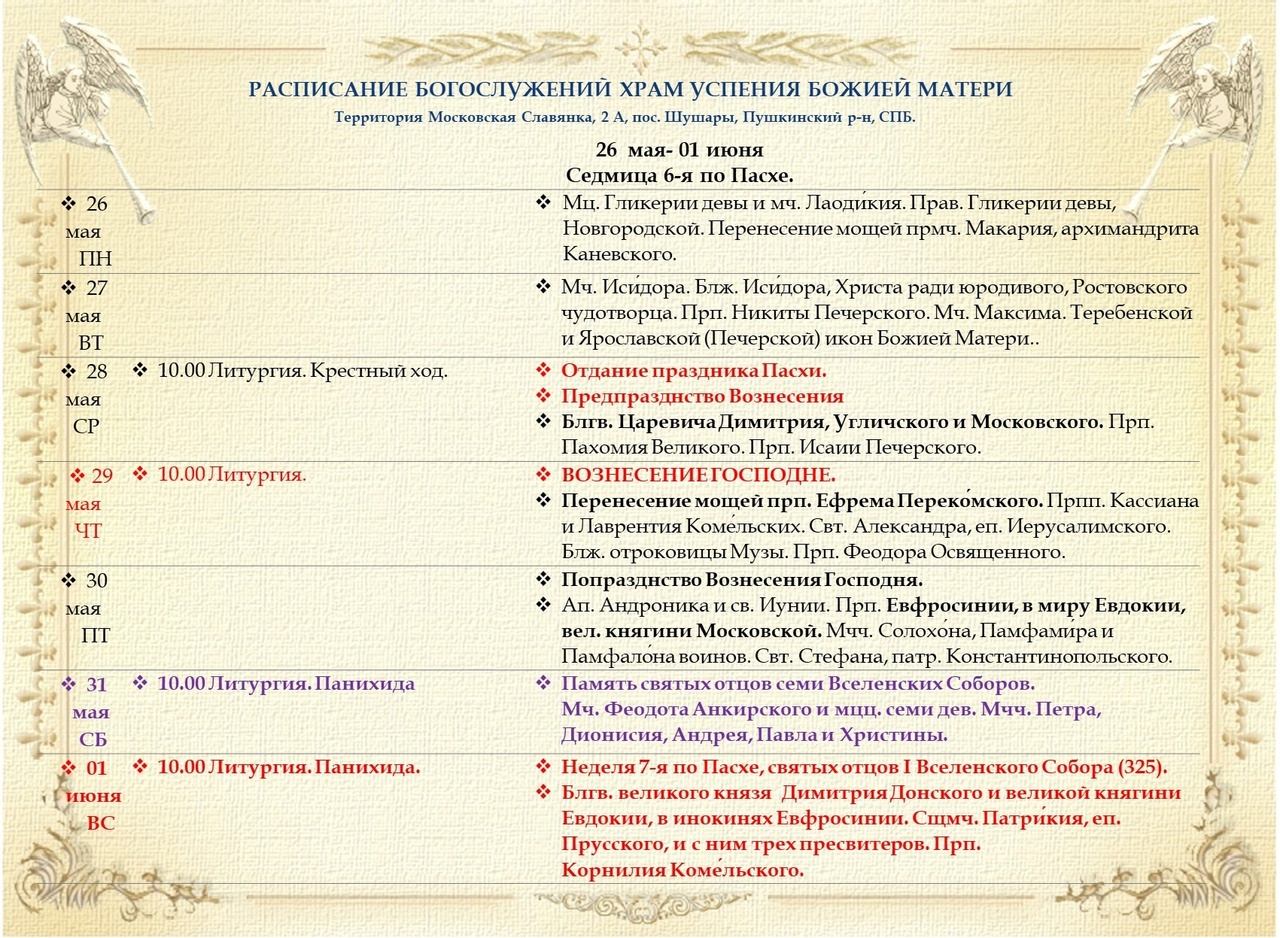 РАСПИСАНИЕ БОГОСЛУЖЕНИЙ ХРАМ УСПЕНИЯ БОЖИЕЙ МАТЕРИ
Территория Московская Славянка, 2 А, пос. Шушары, Пушкинский р-н, СПБ.
26 мая- 01 июня
Седмица 6-я по Пасхе.
❖ 26
мая
ПН
❖ Мц. Гликерии девы и мч. Лаоди́кия. Прав. Гликерии девы,
Новгородской. Перенесение мощей прмч. Макария, архимандрита
Каневского.
❖ 27
мая
ВТ
❖ Мч. Иси́дора. Блж. Иси́дора, Христа ради юродивого, Ростовского
чудотворца. Прп. Никиты Печерского. Мч. Максима. Теребенской
и Ярославской (Печерской) икон Божией Матери..
❖ 28
мая
СР
❖ 10.00 Литургия. Крестный ход.
❖ Отдание праздника Пасхи.
❖ Предпразднство Вознесения
❖ Блгв. Царевича Димитрия, Угличского и Московского. Прп.
Пахомия Великого. Прп. Исаии Печерского.
❖ 29
мая
ЧТ
❖ 10.00 Литургия.
❖ ВОЗНЕСЕНИЕ ГОСПОДНЕ.
❖ Перенесение мощей прп. Ефрема Переко́мского. Прпп. Кассиана
и Лаврентия Коме́льских. Свт. Александра, еп. Иерусалимского.
Блж. отроковицы Музы. Прп. Феодора Освященного.
❖ 30
мая
ПТ
❖ Попразднство Вознесения Господня.
❖ Ап. Андроника и св. Иунии. Прп. Евфросинии, в миру Евдокии,
вел. княгини Московской. Мчч. Солохо́на, Памфами́ра и
Памфало́на воинов. Свт. Стефана, патр. Константинопольского.
❖ 31
мая
СБ
❖ 10.00 Литургия. Панихида
❖ Память святых отцов семи Вселенских Соборов.
Мч. Феодота Анкирского и мцц. семи дев. Мчч. Петра,
Дионисия, Андрея, Павла и Христины.
❖ 01
июня
ВС
❖ 10.00 Литургия. Панихида.
❖ Неделя 7-я по Пасхе, святых отцов I Вселенского Собора (325).
❖ Блгв. великого князя Димитрия Донского и великой княгини
Евдокии, в инокинях Евфросинии. Сщмч. Патри́кия, еп.
Прусского, и с ним трех пресвитеров. Прп.
Корнилия Коме́льского.